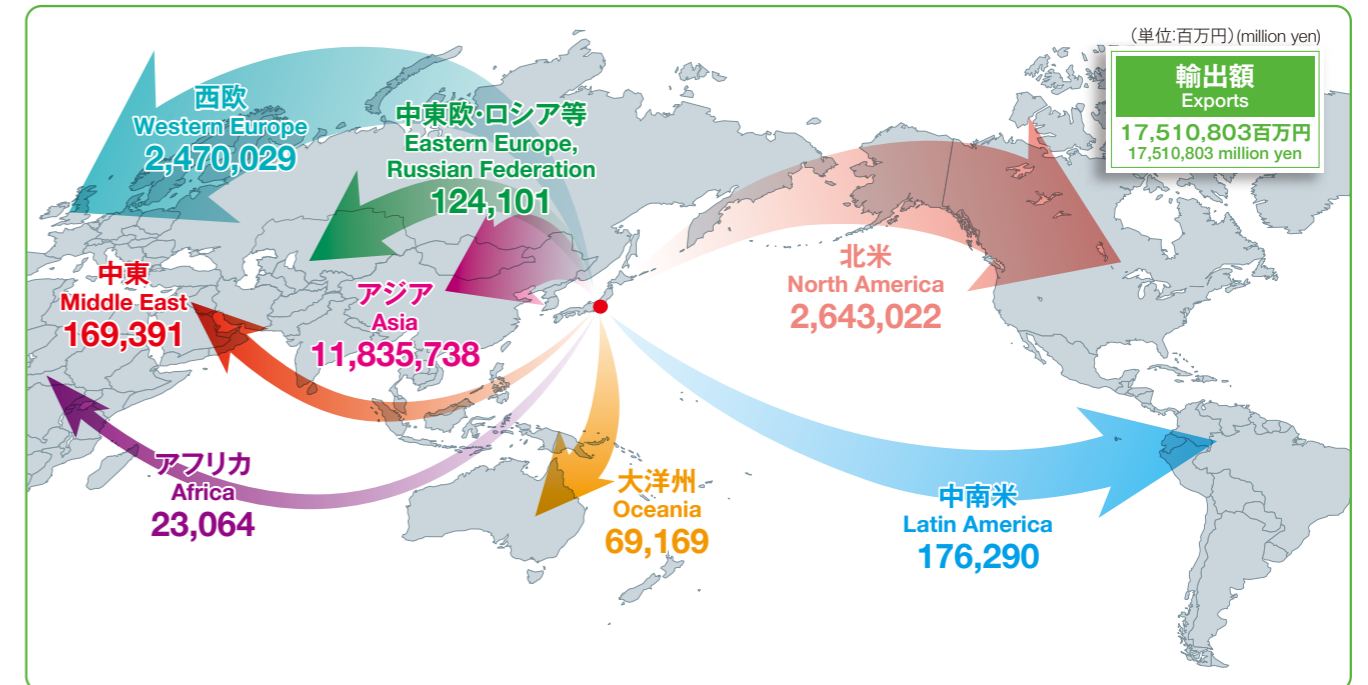 （単位:百万円）(million yen)
輸出額
Exports
17,510,803百万円
17,510,803 million yen
西欧
Western Europe
2,470,029
中東欧・ロシア等
Eastern Europe,
Russian Federation
124,101
中東
Middle East
169,391
アジア
Asia
11,835,738
北米
North America
2,643,022
アフリカ
Africa
23,064
大洋州
Oceania
69,169
中南米
Latin America
176,290